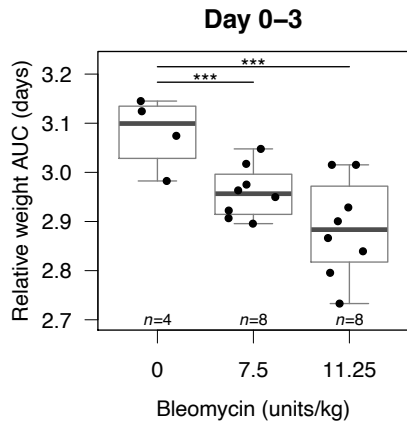 Day 0–3
Relative weight AUC (days)
3.2
3.1
3.0
2.9
2.8
2.7
***
***
n=4
n=8
n=8
0
7.5
11.25
Bleomycin (units/kg)